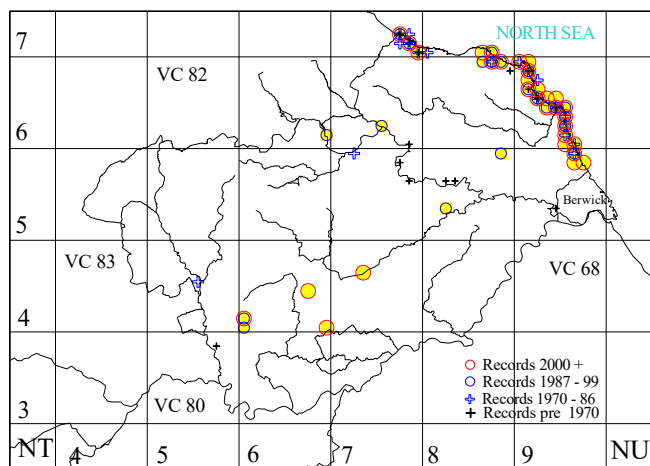 7
NORTH SEA
VC 82
6
Berwick
5
VC 83
VC 68
4
Records 2000 +
Records 1987 - 99
Records 1970 - 86
VC 80
Records pre 1970
3
NT 4 5 6 7 8 9 NU